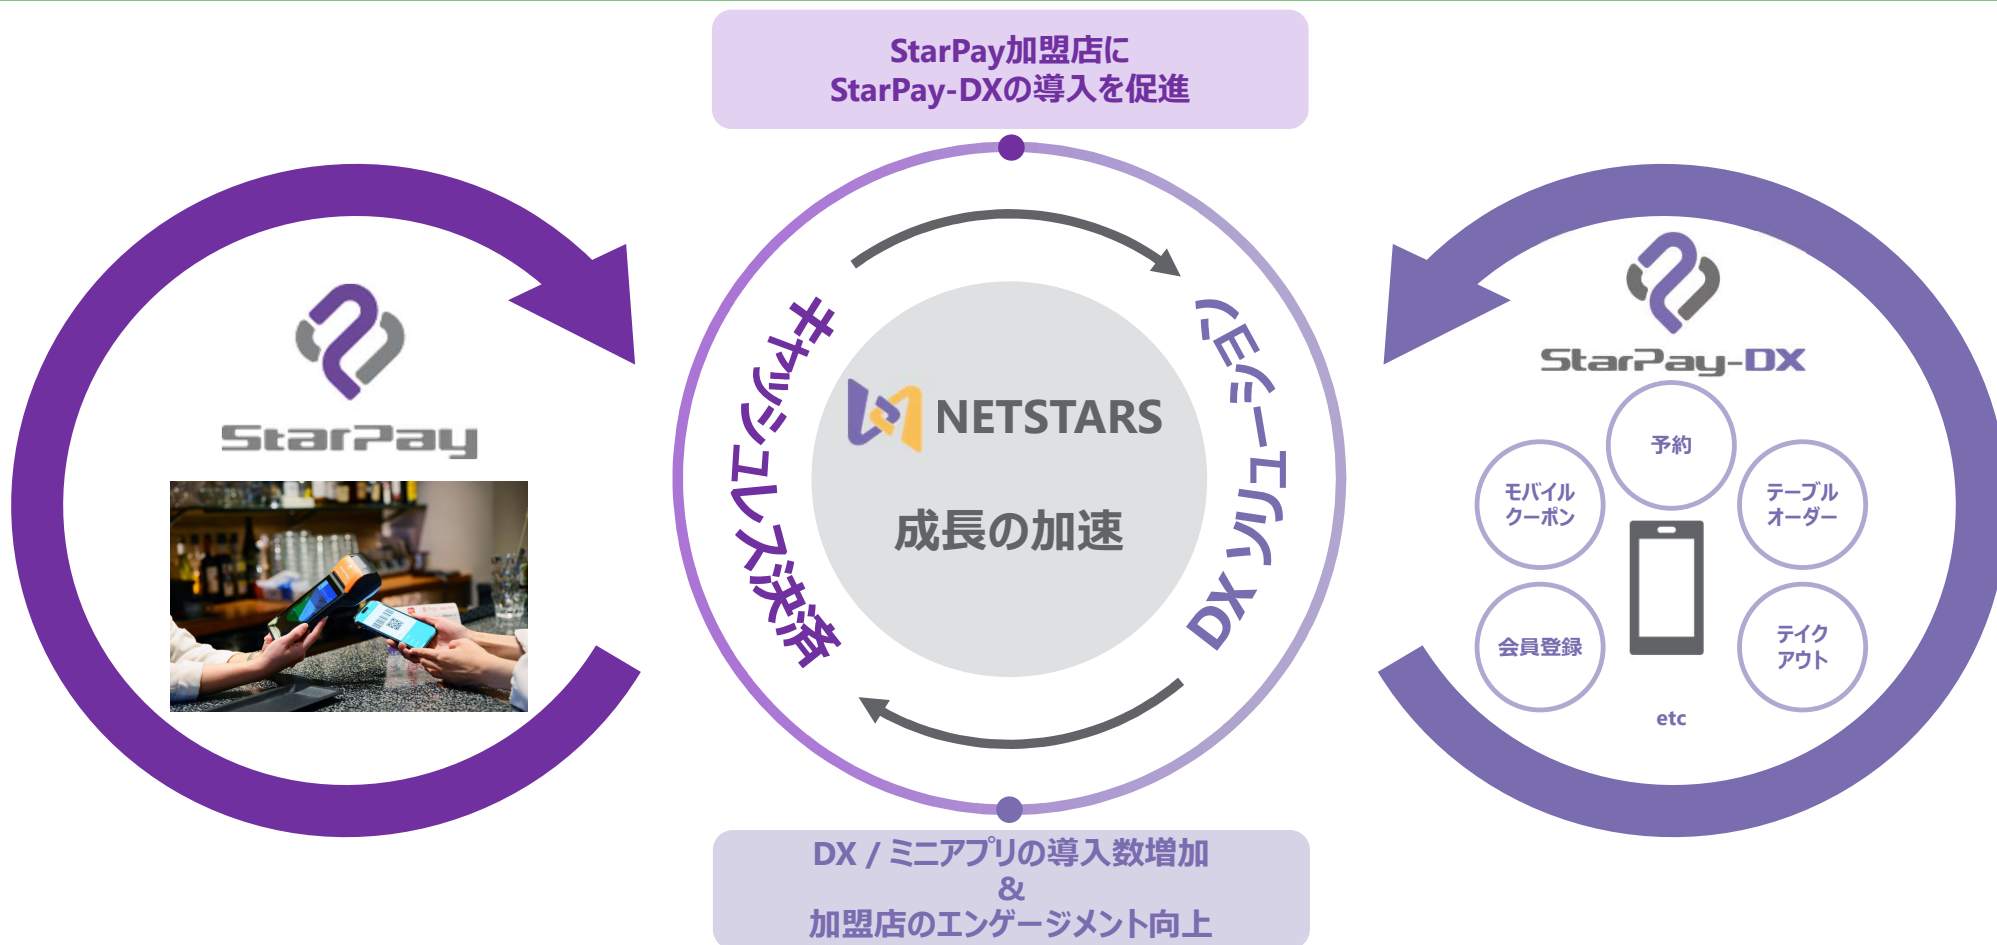 StarPay加盟店に
StarPay-DXの導入を促進
StarPay
キャッシュレス決済
NETSTARS
成長の加速
DX ソリューション
StarPay-DX
予約
モバイル
クーポン
テーブル
オーダー
会員登録
テイク
アウト
etc
DX / ミニアプリの導入数増加
&
加盟店のエンゲージメント向上